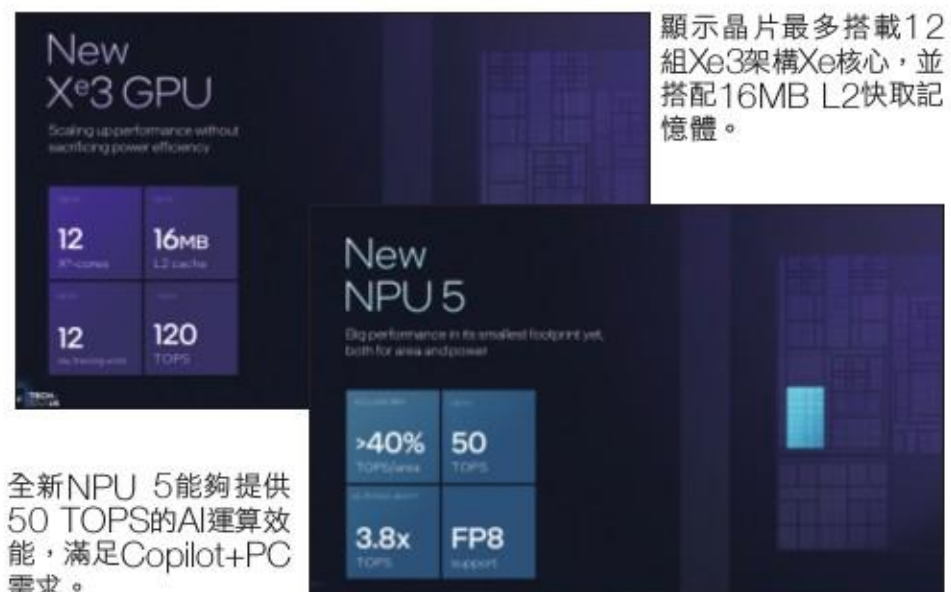 New
Xe3 GPU
Scaling up performance without
sacrificing power efficiency
12
Xe-cores
16MB
L2 cache
12
120
TOPS
顯示晶片最多搭載12
組Xe3架構Xe核心，並
搭配16MB L2快取記
憶體。
New
NPU 5
Big performance in its smallest footprint yet,
both for area and power
>40%
TOPS/area
50
TOPS
3.8x
TOPS
FP8
support
全新NPU 5能夠提供
50 TOPS的AI運算效
能，滿足Copilot+PC
需求。